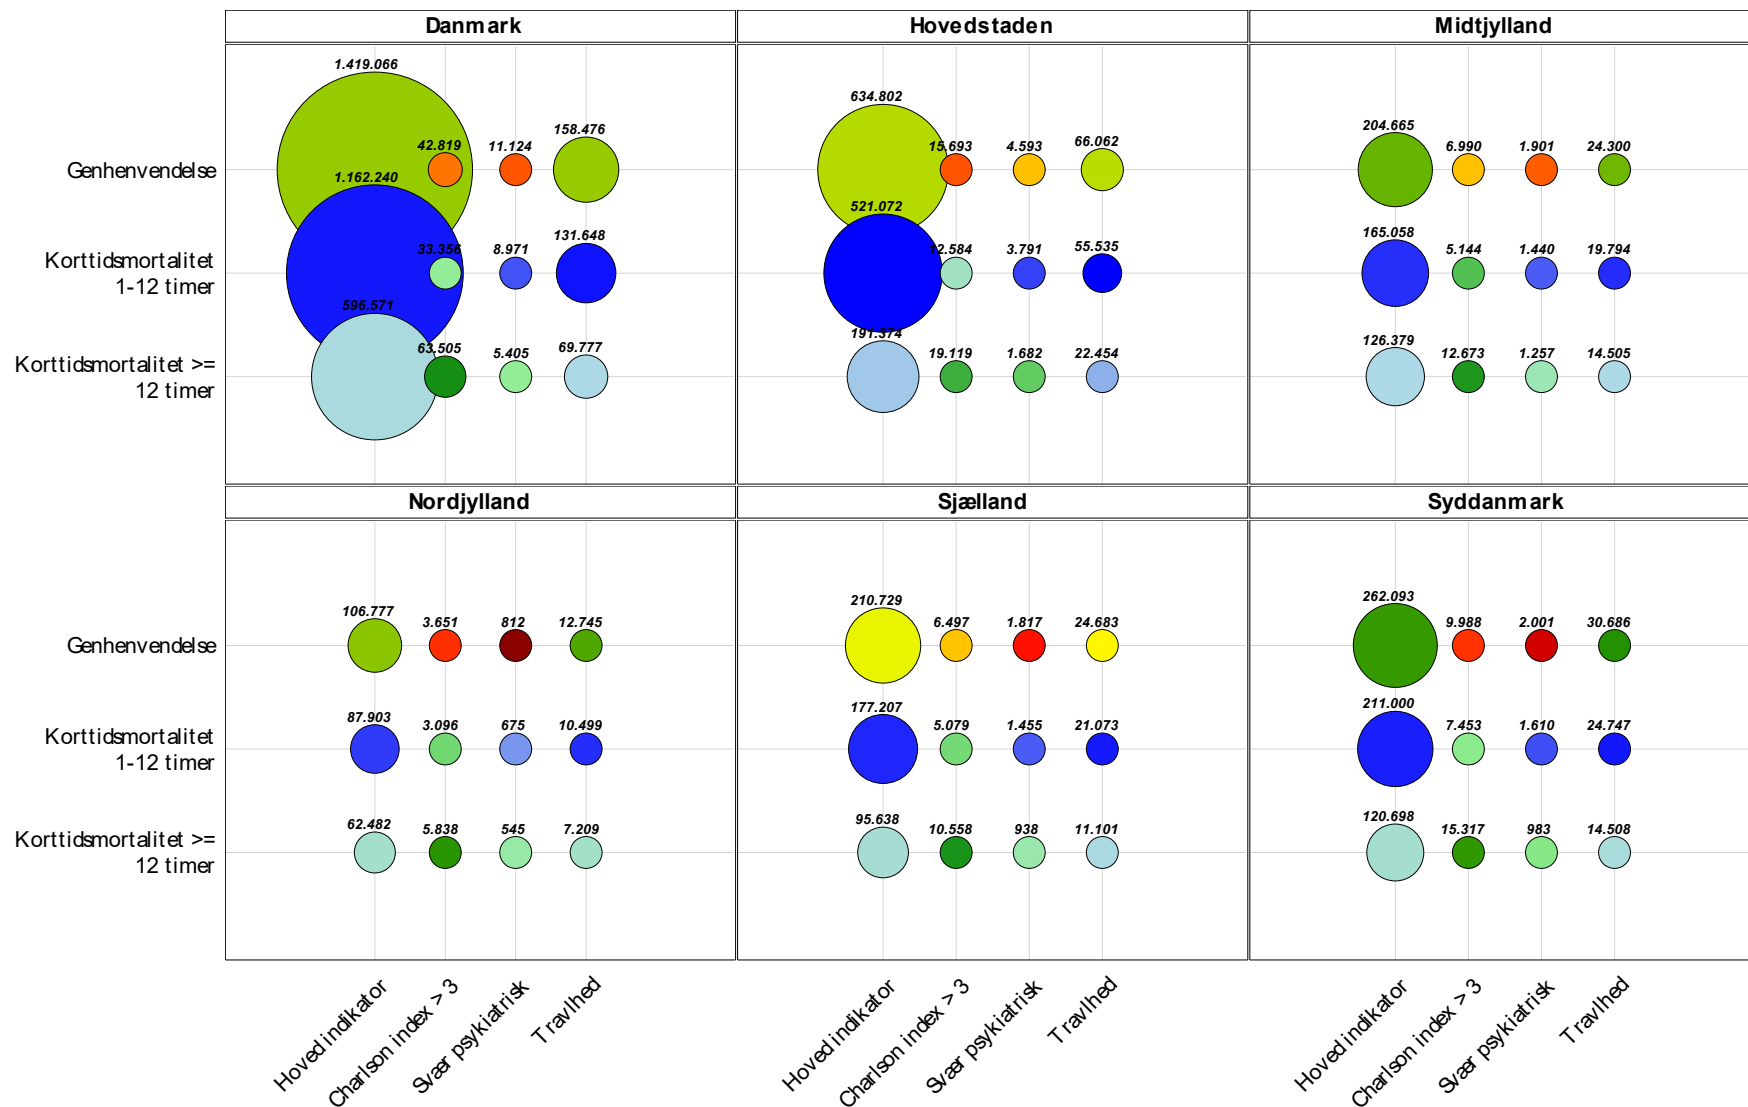 Danmark
Hovedstaden
Midtjylland
1.419.066
42.819
11.124
158.476
634.802
15.693
4.593
66.062
204.665
6.990
1.901
24.300
Genhenvendelse
1.162.240
33.356
8.971
131.648
521.072
12.584
3.791
55.535
165.058
5.144
1.440
19.794
Korttidsmortalitet
1-12 timer
596.571
63.505
5.405
69.777
191.374
19.119
1.682
22.454
126.379
12.673
1.257
14.505
Korttidsmortalitet >=
12 timer
Nordjylland
Sjælland
Syddanmark
106.777
3.651
812
12.745
210.729
6.497
1.817
24.683
262.093
9.988
2.001
30.686
Genhenvendelse
87.903
3.096
675
10.499
177.207
5.079
1.455
21.073
211.000
7.453
1.610
24.747
Korttidsmortalitet
1-12 timer
62.482
5.838
545
7.209
95.638
10.558
938
11.101
120.698
15.317
983
14.508
Korttidsmortalitet >=
12 timer
Hovedindikator
Charlson index > 3
Svær psykiatrisk
Travlhed
Hovedindikator
Charlson index > 3
Svær psykiatrisk
Travlhed
Hovedindikator
Charlson index > 3
Svær psykiatrisk
Travlhed